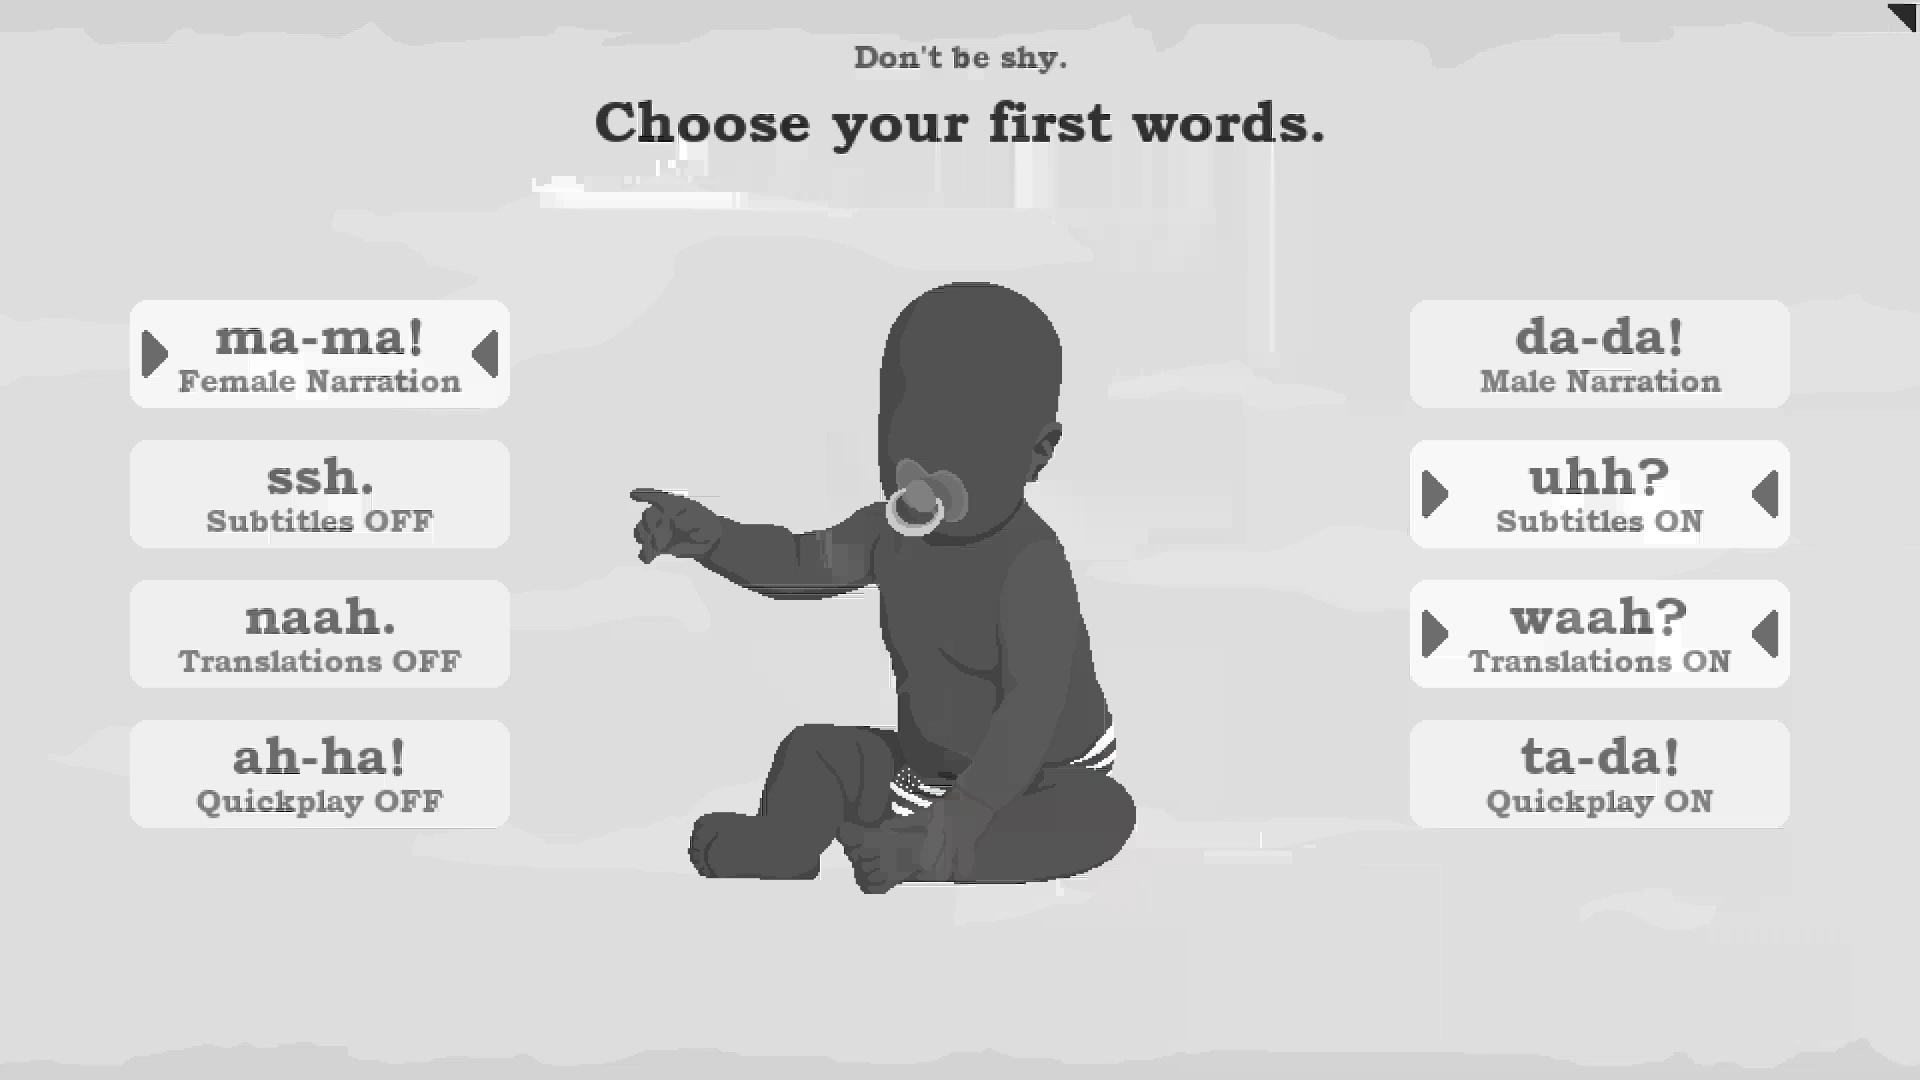 Don't be shy.
Choose your first words.
ma-ma!
Female Narration
da-da!
Male Narration
ssh.
Subtitles OFF
uhh?
Subtitles ON
naah.
Translations OFF
waah?
Translations ON
ah-ha!
Quickplay OFF
ta-da!
Quickplay ON